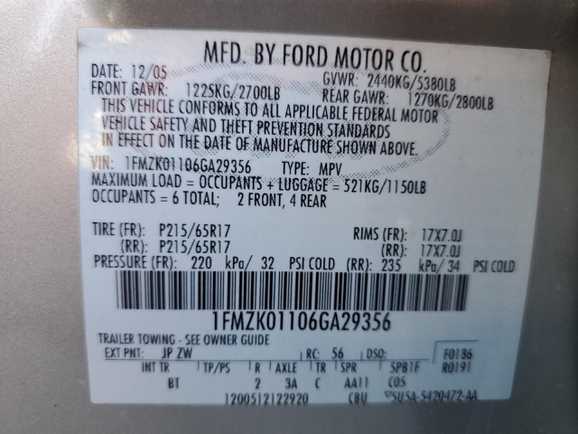 MFD. BY FORD MOTOR CO.
DATE: 12/05 GVWR: 2440KG/5380LB
FRONT GAWR: 1225KG/2700LB REAR GAWR: 1270KG/2800LB
THIS VEHICLE CONFORMS TO ALL APPLICABLE FEDERAL MOTOR
VEHICLE SAFETY AND THEFT PREVENTION STANDARDS
IN EFFECT ON THE DATE OF MANUFACTURE SHOWN ABOVE.
VIN: 1FMZK01106GA29356 TYPE: MPV
MAXIMUM LOAD = OCCUPANTS + LUGGAGE = 521KG/1150LB
OCCUPANTS = 6 TOTAL; 2 FRONT, 4 REAR
TIRE (FR): P215/65R17 RIMS (FR): 17X7.0J
(RR): P215/65R17 (RR): 17X7.0J
PRESSURE (FR): 220 kPa/ 32 PSI COLD (RR): 235 kPa/ 34 PSI COLD
1FMZK01106GA29356
TRAILER TOWING - SEE OWNER GUIDE
EXT PNT: JP ZW RC: 56 DSO: F0186
INT TR TP/PS R AXLE TR SPR R0191
BT 2 3A C AA11 C05
1200512122920 CBU